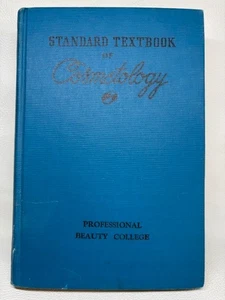 STANDARD TEXTBOOK
of
Cosmetology
PROFESSIONAL
BEAUTY COLLEGE